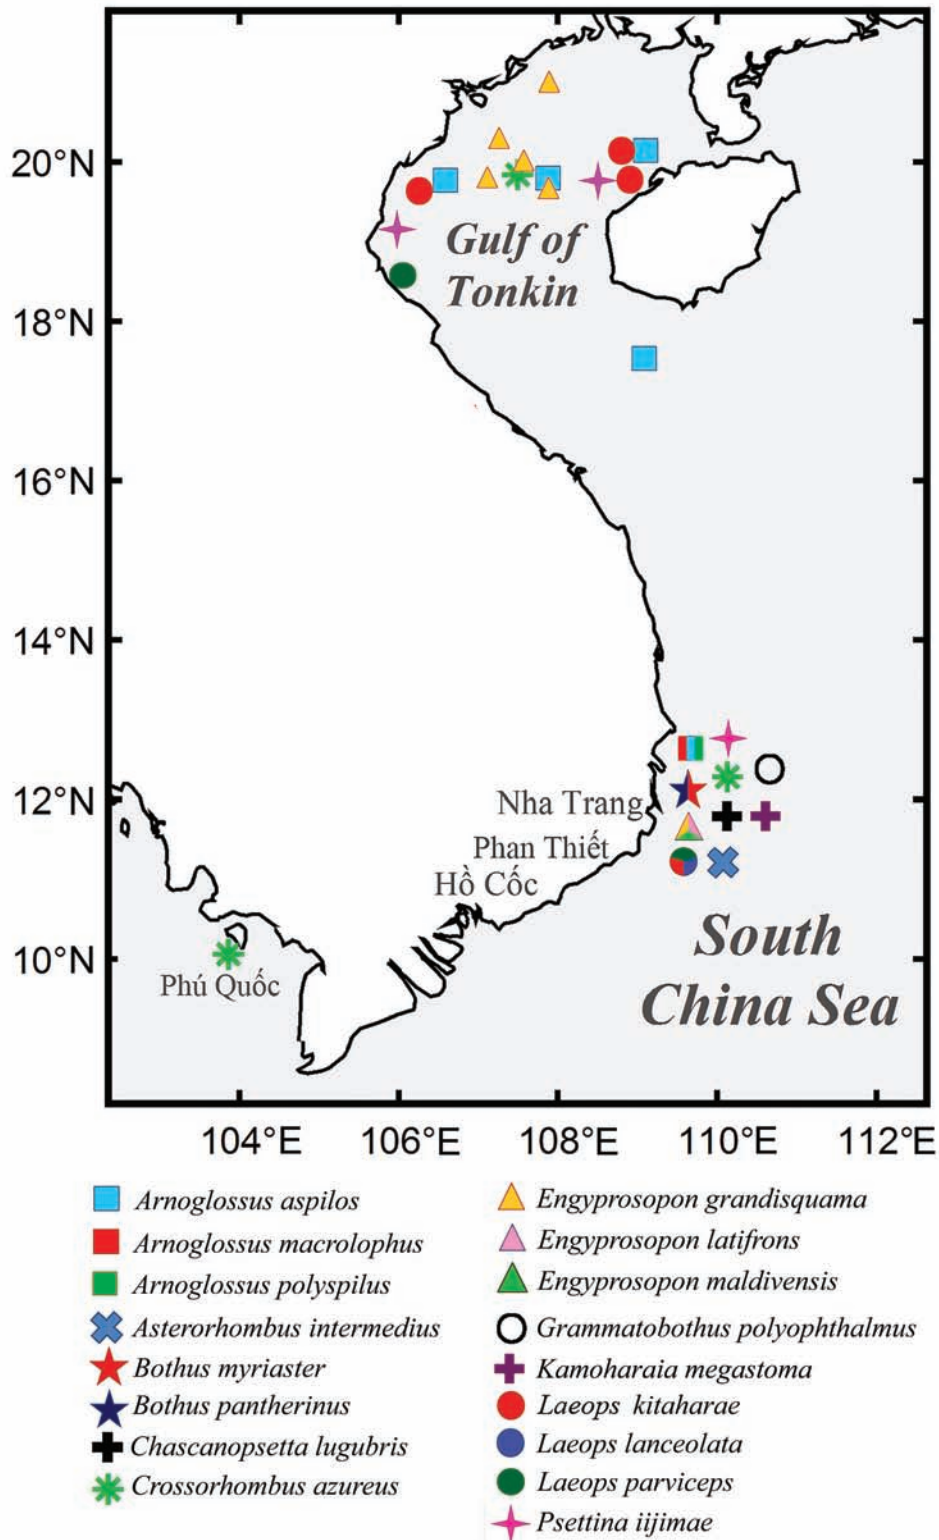 20°N
Gulf of
Tonkin
18°N
16°N
14°N
12°N
Nha Trang
Phan Thiết
Hồ Cốc
10°N
Phú Quốc
South
China Sea
104°E
106°E
108°E
110°E
112°E
Arnoglossus aspilos
Arnoglossus macrolophus
Arnoglossus polyspilus
Asterorhombus intermedius
Bothus myriaster
Bothus pantherinus
Chascanopsetta lugubris
Crossorhombus azureus
Engyprosopon grandisquama
Engyprosopon latifrons
Engyprosopon maldivensis
Grammatobothus polyophthalmus
Kamoharaia megastoma
Laeops kitaharae
Laeops lanceolata
Laeops parviceps
Psettina iijimae